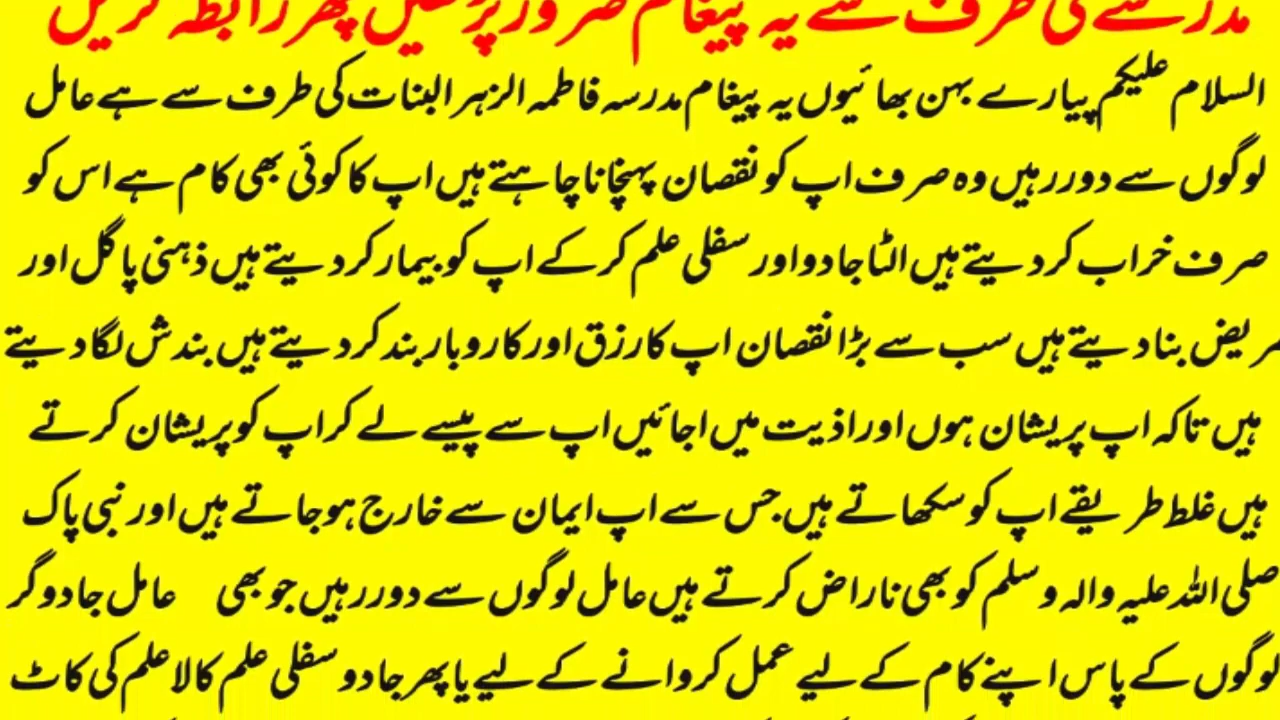 مدرسے کی طرف سے یہ پیغام ضرور پڑھیں پھر رابطہ کریں
السلام علیکم پیارے بہن بھائیوں یہ پیغام مدرسہ فاطمہ الزہرا البنات کی طرف سے ہے عامل
لوگوں سے دور رہیں وہ صرف اپ کو نقصان پہنچانا چاہتے ہیں اپ کا کوئی بھی کام ہے اس کو
صرف خراب کر دیتے ہیں الٹا جادو اور سفلی علم کر کے اپ کو بیمار کر دیتے ہیں ذہنی پاگل اور
مریض بنا دیتے ہیں سب سے بڑا نقصان اپ کا رزق اور کاروبار بند کر دیتے ہیں بندش لگا دیتے
ہیں تاکہ اپ پریشان ہوں اور اذیت میں اجائیں اپ سے پیسے لے کر اپ کو پریشان کرتے
ہیں غلط طریقے اپ کو سکھاتے ہیں جس سے اپ ایمان سے خارج ہو جاتے ہیں اور نبی پاک
صلی اللہ علیہ والہ وسلم کو بھی ناراض کرتے ہیں عامل لوگوں سے دور رہیں جو بھی عامل جادوگر
لوگوں کے پاس اپنے کام کے لیے عمل کروانے کے لیے یا پھر جادو سفلی علم کالا علم کی کاٹ